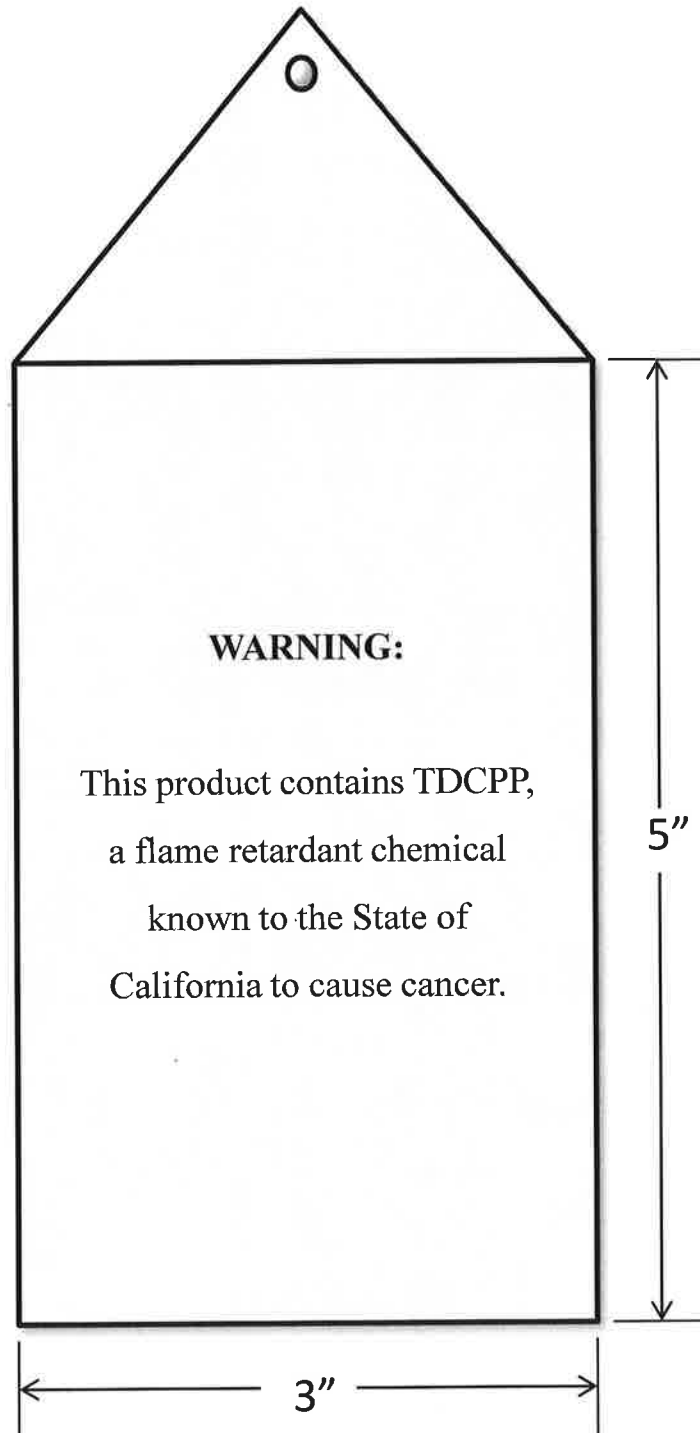 WARNING:
This product contains TDCPP,
a flame retardant chemical
known to the State of
California to cause cancer.
5”
3”